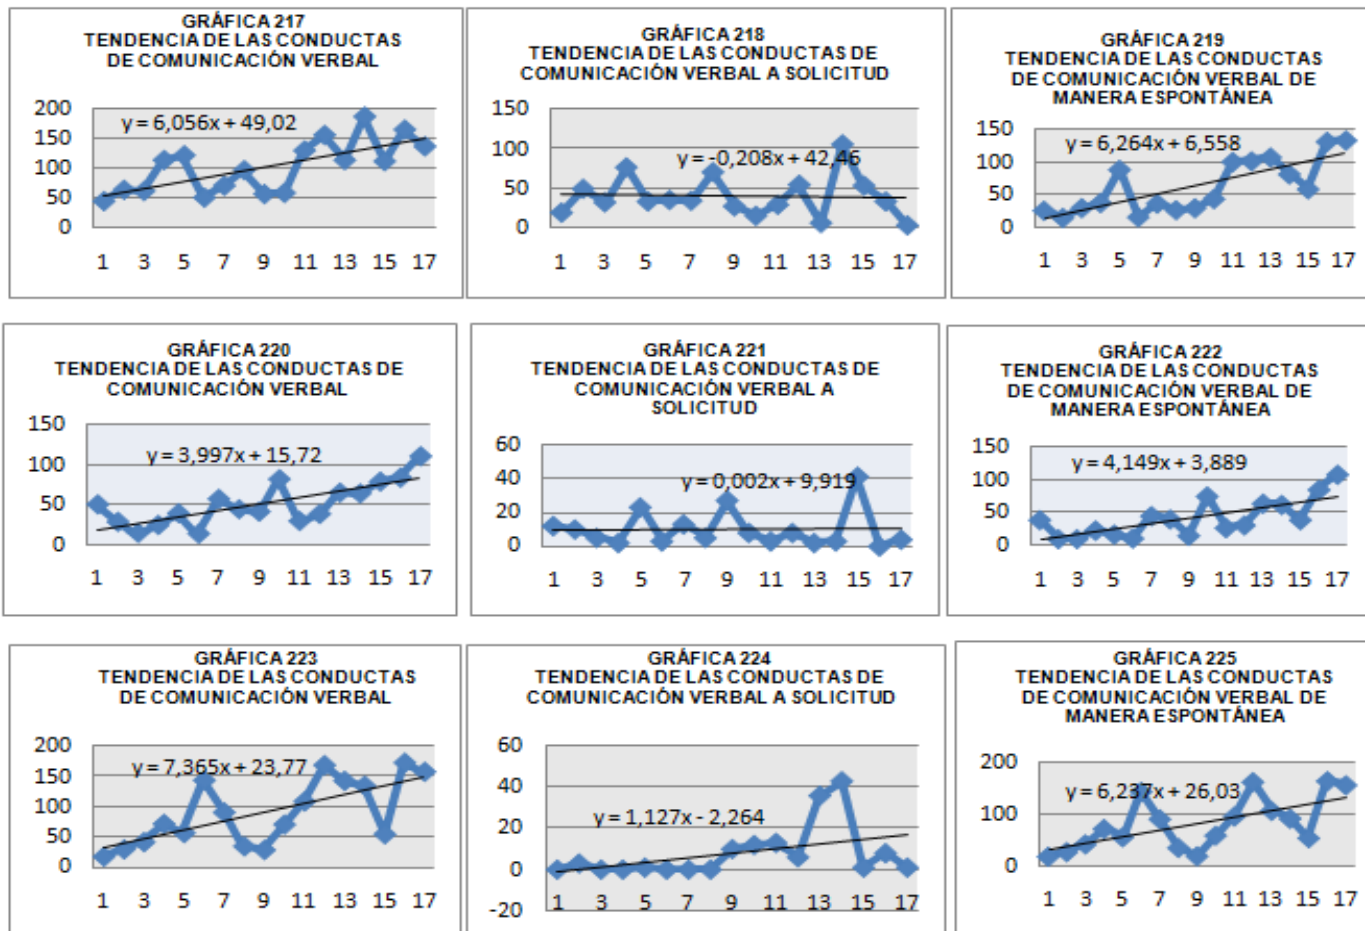 GRÁFICA 217
TENDENCIA DE LAS CONDUCTAS
DE COMUNICACIÓN VERBAL
200
150
100
50
0
y = 6,056x + 49,02
1 3 5 7 9 11 13 15 17
GRÁFICA 218
TENDENCIA DE LAS CONDUCTAS DE
COMUNICACIÓN VERBAL A SOLICITUD
150
100
50
0
y = -0,208x + 42,46
1 3 5 7 9 11 13 15 17
GRÁFICA 219
TENDENCIA DE LAS CONDUCTAS
DE COMUNICACIÓN VERBAL DE
MANERA ESPONTÁNEA
150
100
50
0
y = 6,264x + 6,558
1 3 5 7 9 11 13 15 17
GRÁFICA 220
TENDENCIA DE LAS CONDUCTAS DE
COMUNICACIÓN VERBAL
150
100
50
0
y = 3,997x + 15,72
1 3 5 7 9 11 13 15 17
GRÁFICA 221
TENDENCIA DE LAS CONDUCTAS DE
COMUNICACIÓN VERBAL A
SOLICITUD
60
40
20
0
y = 0,002x + 9,919
1 3 5 7 9 11 13 15 17
GRÁFICA 222
TENDENCIA DE LAS CONDUCTAS
DE COMUNICACIÓN VERBAL DE
MANERA ESPONTÁNEA
150
100
50
0
y = 4,149x + 3,889
1 3 5 7 9 11 13 15 17
GRÁFICA 223
TENDENCIA DE LAS CONDUCTAS
DE COMUNICACIÓN VERBAL
200
150
100
50
0
y = 7,365x + 23,77
1 3 5 7 9 11 13 15 17
GRÁFICA 224
TENDENCIA DE LAS CONDUCTAS DE
COMUNICACIÓN VERBAL A SOLICITUD
60
40
20
0
-20
y = 1,127x - 2,264
1 3 5 7 9 11 13 15 17
GRÁFICA 225
TENDENCIA DE LAS CONDUCTAS
DE COMUNICACIÓN VERBAL DE
MANERA ESPONTÁNEA
200
100
0
y = 6,237x + 26,03
1 3 5 7 9 11 13 15 17